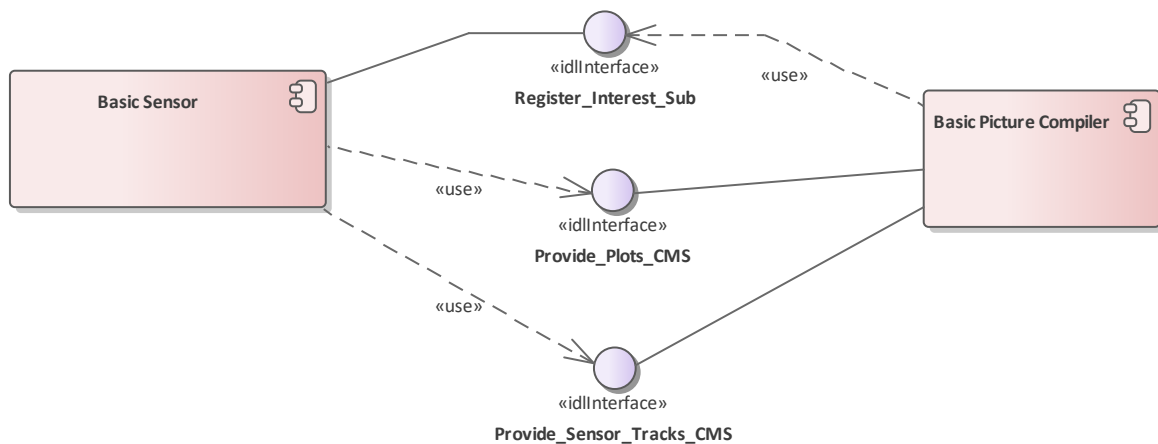 «idlInterface»
Register_Interest_Sub
«use»
Basic Sensor
Basic Picture Compiler
«use»
«idlInterface»
Provide_Plots_CMS
«use»
«idlInterface»
Provide_Sensor_Tracks_CMS